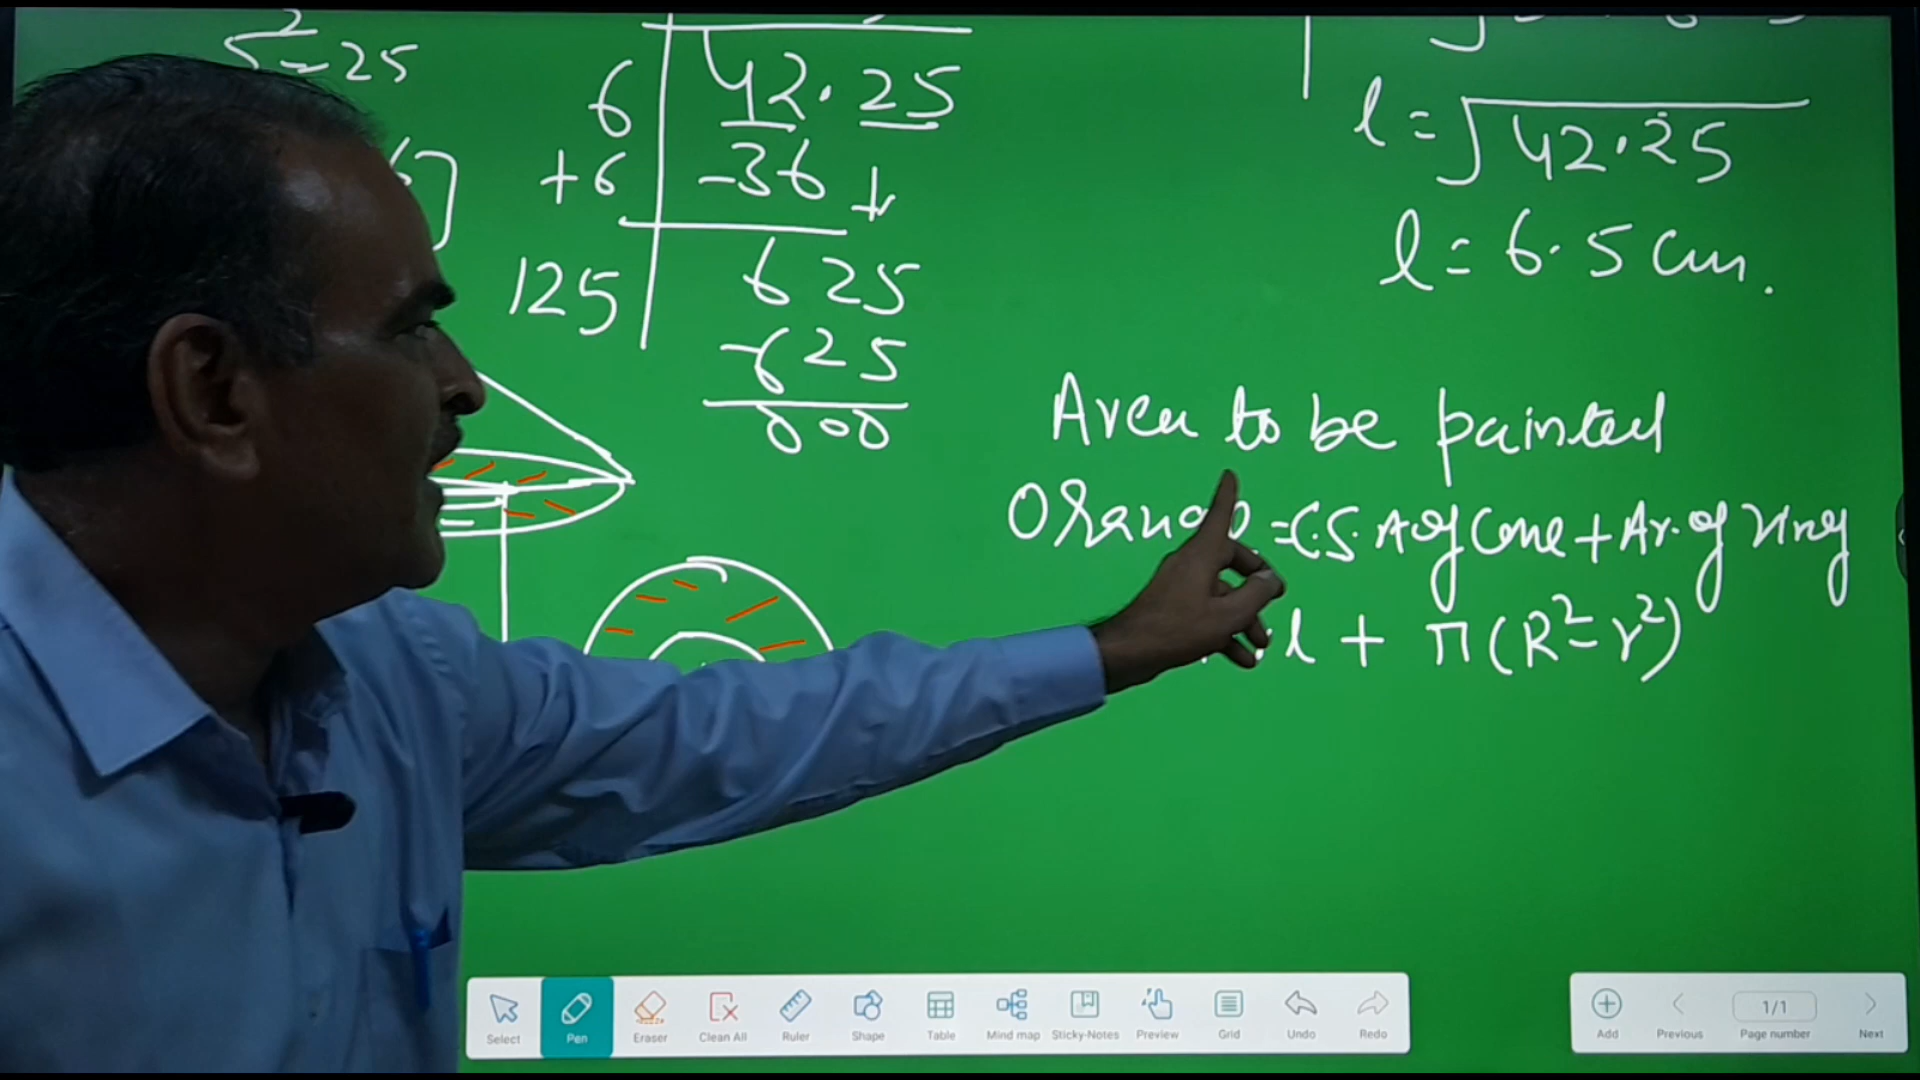 2
5 = 25
6 42.25
+6 -36
125 625
-625
000
l = √42.25
l = 6.5 cm.
Area to be painted
Orange = C.S.A of Cone + Ar. of ring
l + π(R²-r²)
Select Pen Eraser Clean All Ruler Shape Table Mind map Sticky-Notes Preview Grid Undo Redo
Add Previous 1/1 Page number Next